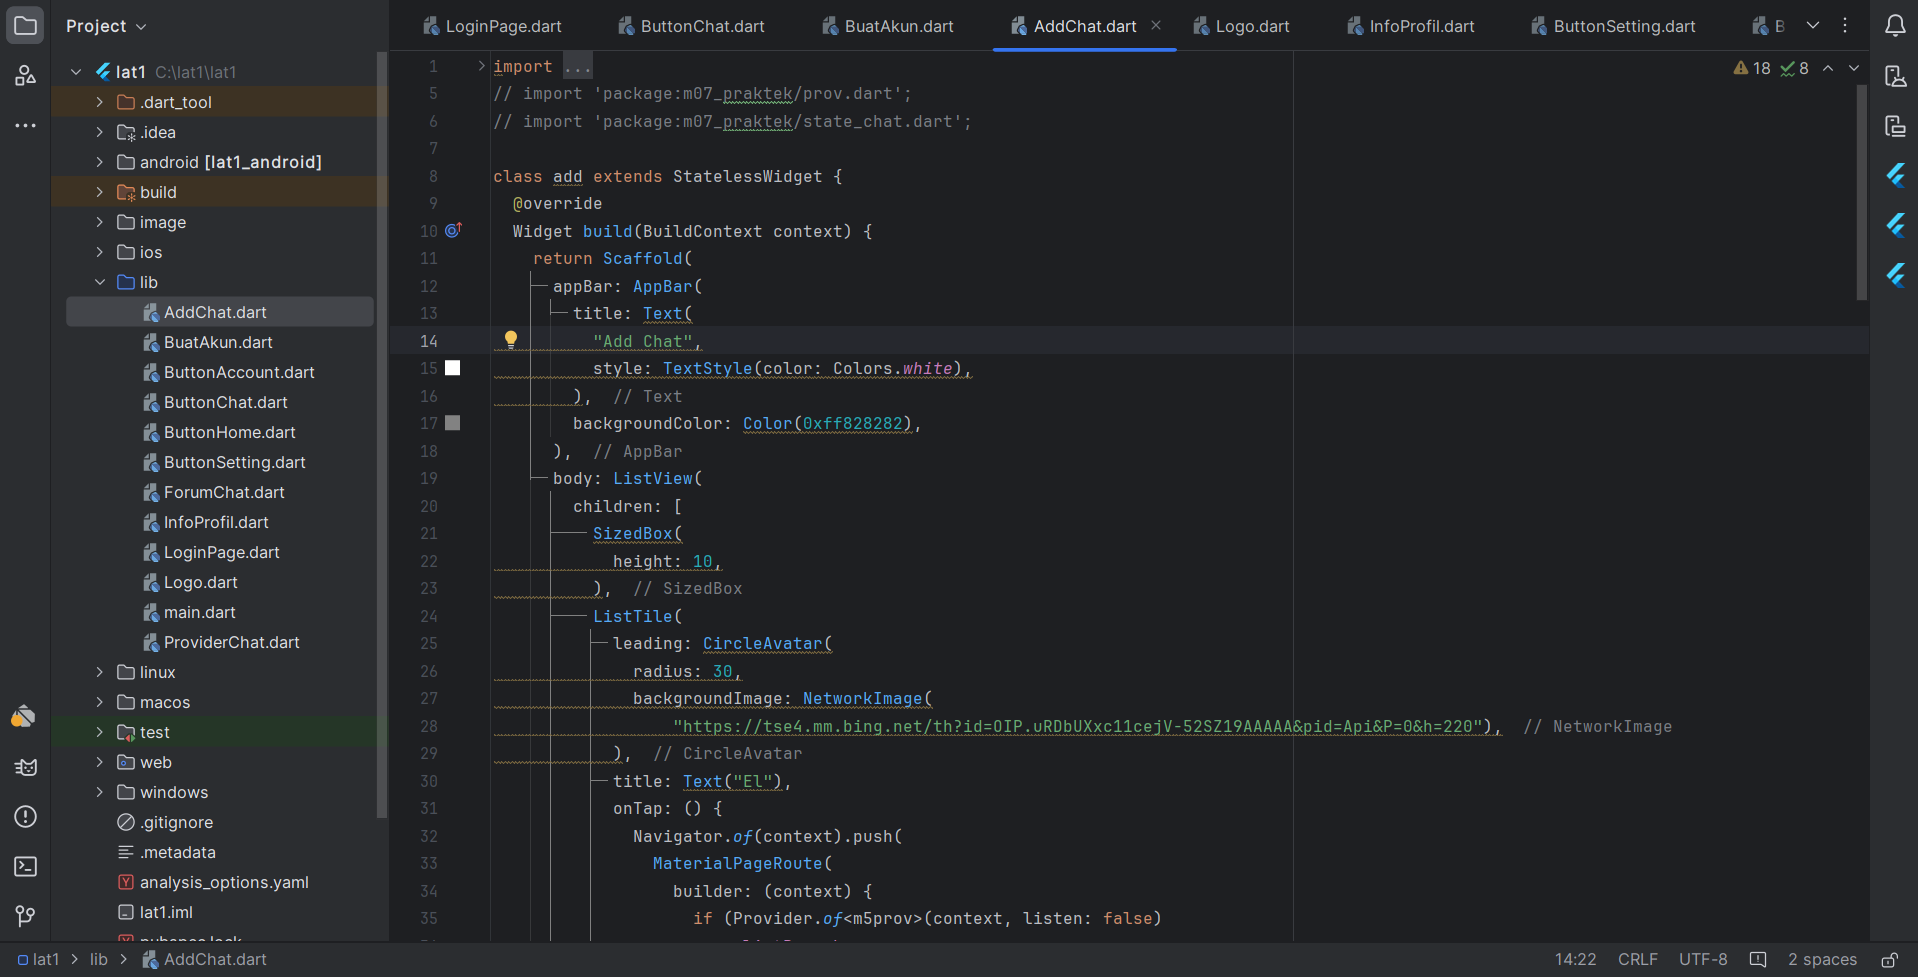 Project
LoginPage.dart
ButtonChat.dart
BuatAkun.dart
AddChat.dart
Logo.dart
InfoProfil.dart
ButtonSetting.dart
B
lat1 C:\lat1\lat1
.dart_tool
.idea
android [lat1_android]
build
image
ios
lib
AddChat.dart
BuatAkun.dart
ButtonAccount.dart
ButtonChat.dart
ButtonHome.dart
ButtonSetting.dart
ForumChat.dart
InfoProfil.dart
LoginPage.dart
Logo.dart
main.dart
ProviderChat.dart
linux
macos
test
web
windows
.gitignore
.metadata
analysis_options.yaml
lat1.iml
18 8
1 import ...
5 // import 'package:m07_praktek/prov.dart';
6 // import 'package:m07_praktek/state_chat.dart';
7
8 class add extends StatelessWidget {
9 @override
10 Widget build(BuildContext context) {
11 return Scaffold(
12 appBar: AppBar(
13 title: Text(
14 "Add Chat",
15 style: TextStyle(color: Colors.white),
16 ), // Text
17 backgroundColor: Color(0xff828282),
18 ), // AppBar
19 body: ListView(
20 children: [
21 SizedBox(
22 height: 10,
23 ), // SizedBox
24 ListTile(
25 leading: CircleAvatar(
26 radius: 30,
27 backgroundImage: NetworkImage(
28 "https://tse4.mm.bing.net/th?id=OIP.uRDbUXxc11cejV-52SZ19AAAAA&pid=Api&P=0&h=220"), // NetworkImage
29 ), // CircleAvatar
30 title: Text("El"),
31 onTap: () {
32 Navigator.of(context).push(
33 MaterialPageRoute(
34 builder: (context) {
35 if (Provider.of<m5prov>(context, listen: false)
lat1 > lib > AddChat.dart
14:22 CRLF UTF-8 2 spaces